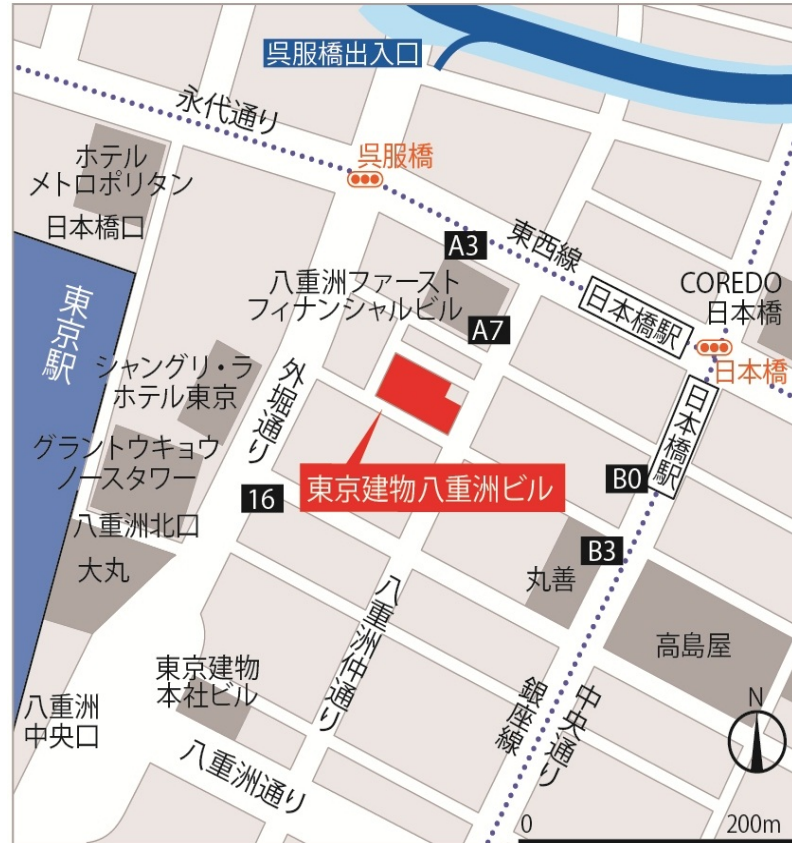 呉服橋出入口
永代通り
呉服橋
ホテル
メトロポリタン
日本橋口
東西線
A3
八重洲ファースト
フィナンシャルビル
COREDO
日本橋
日本橋駅
A7
日本橋
東京駅
シャングリ・ラ
ホテル東京
外堀通り
日本橋駅
グラントウキョウ
ノースタワー
16
東京建物八重洲ビル
B0
八重洲北口
大丸
B3
丸善
八重洲仲通り
高島屋
東京建物
本社ビル
八重洲
中央口
銀座線
中央通り
N
八重洲通り
0
200m